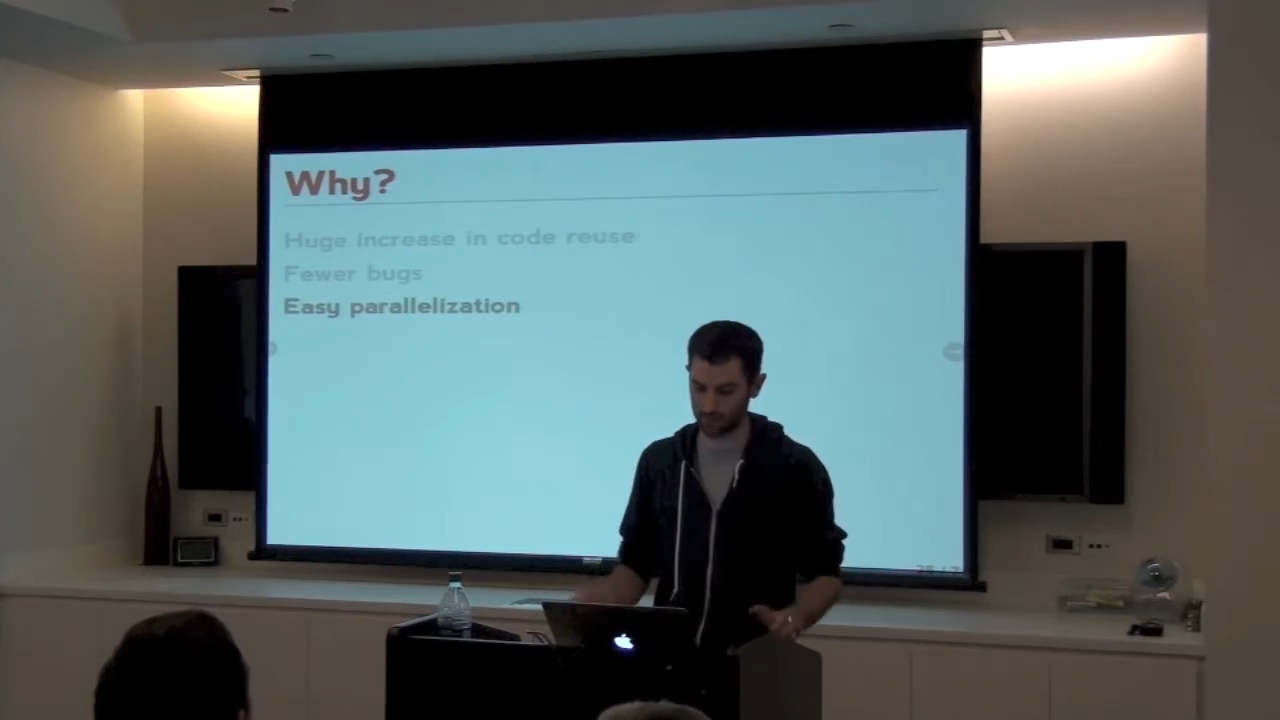 Why?
Huge increase in code reuse
Fewer bugs
Easy parallelization